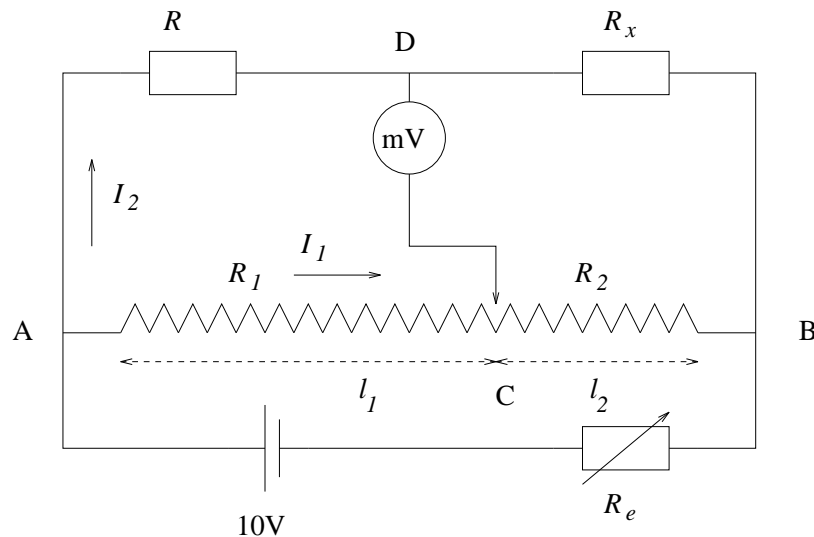 R D R_x
mV
I_2
I_1
R_1 R_2
A B
l_1 C l_2
10V R_e